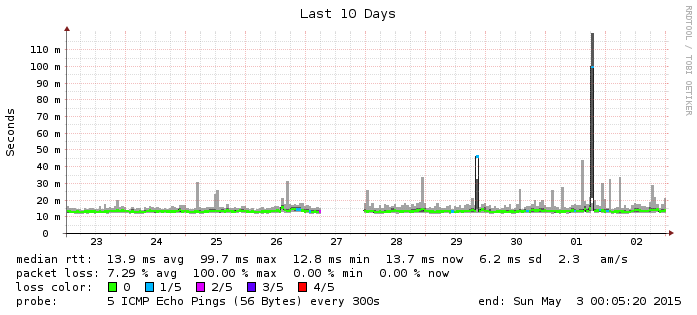 Last 10 Days
RRDTOOL / TOBI OETIKER
Seconds
110 m
100 m
90 m
80 m
70 m
60 m
50 m
40 m
30 m
20 m
10 m
0
23 24 25 26 27 28 29 30 01 02
median rtt: 13.9 ms avg 99.7 ms max 12.8 ms min 13.7 ms now 6.2 ms sd 2.3 am/s
packet loss: 7.29 % avg 100.00 % max 0.00 % min 0.00 % now
loss color: 0 1/5 2/5 3/5 4/5
probe: 5 ICMP Echo Pings (56 Bytes) every 300s end: Sun May 3 00:05:20 2015